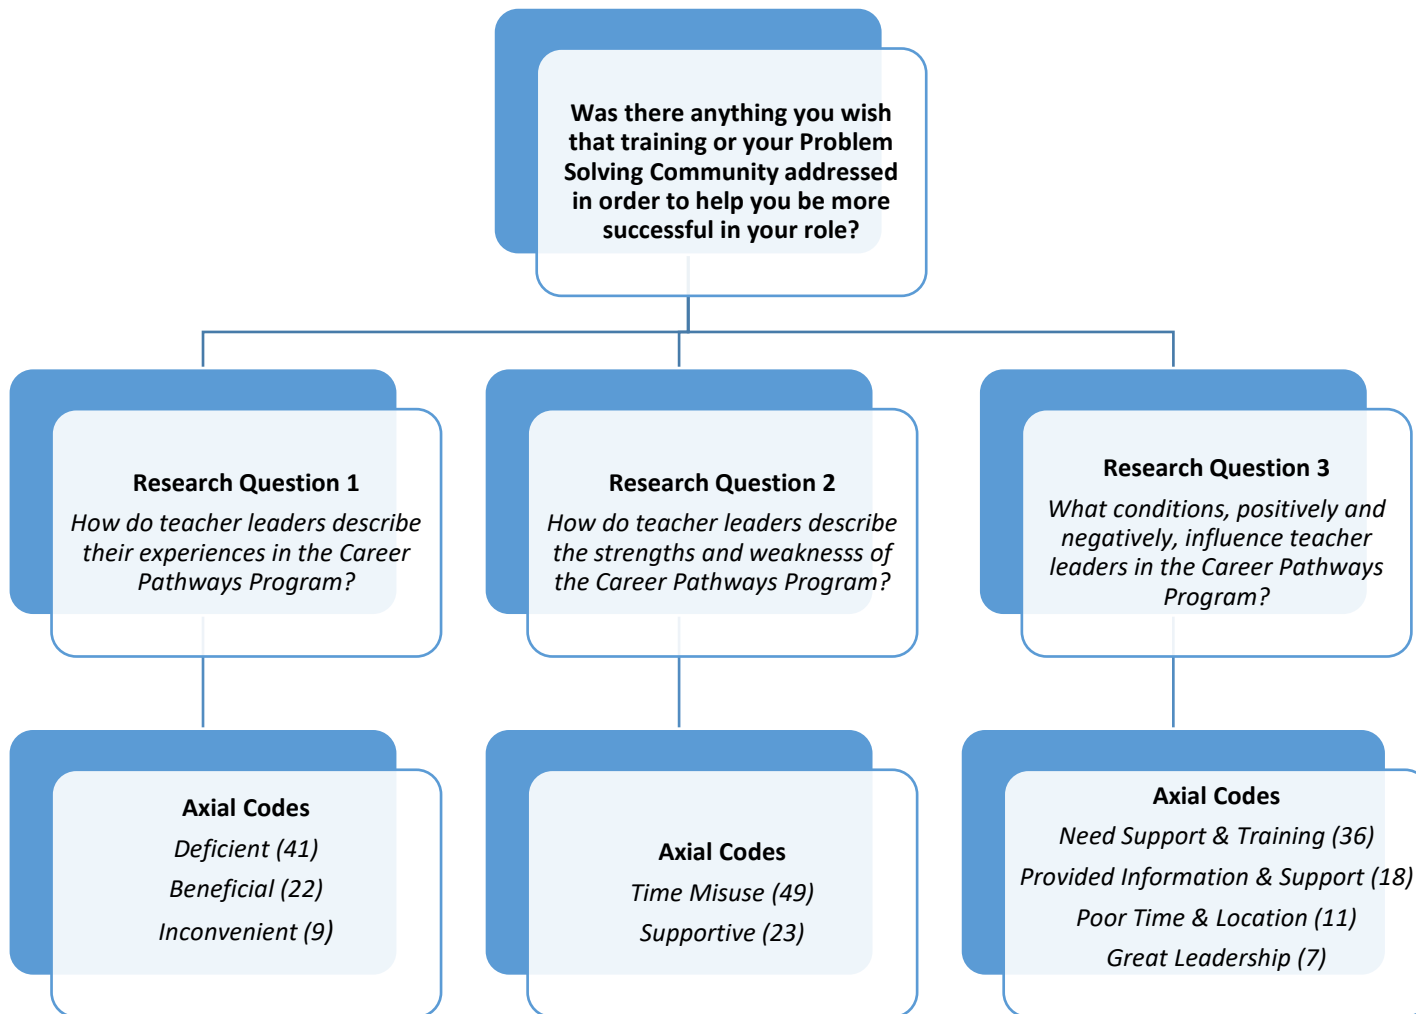 Was there anything you wish
that training or your Problem
Solving Community addressed
in order to help you be more
successful in your role?
Research Question 1
How do teacher leaders describe
their experiences in the Career
Pathways Program?
Research Question 2
How do teacher leaders describe
the strengths and weaknesss of
the Career Pathways Program?
Research Question 3
What conditions, positively and
negatively, influence teacher
leaders in the Career Pathways
Program?
Axial Codes
Deficient (41)
Beneficial (22)
Inconvenient (9)
Axial Codes
Time Misuse (49)
Supportive (23)
Axial Codes
Need Support & Training (36)
Provided Information & Support (18)
Poor Time & Location (11)
Great Leadership (7)